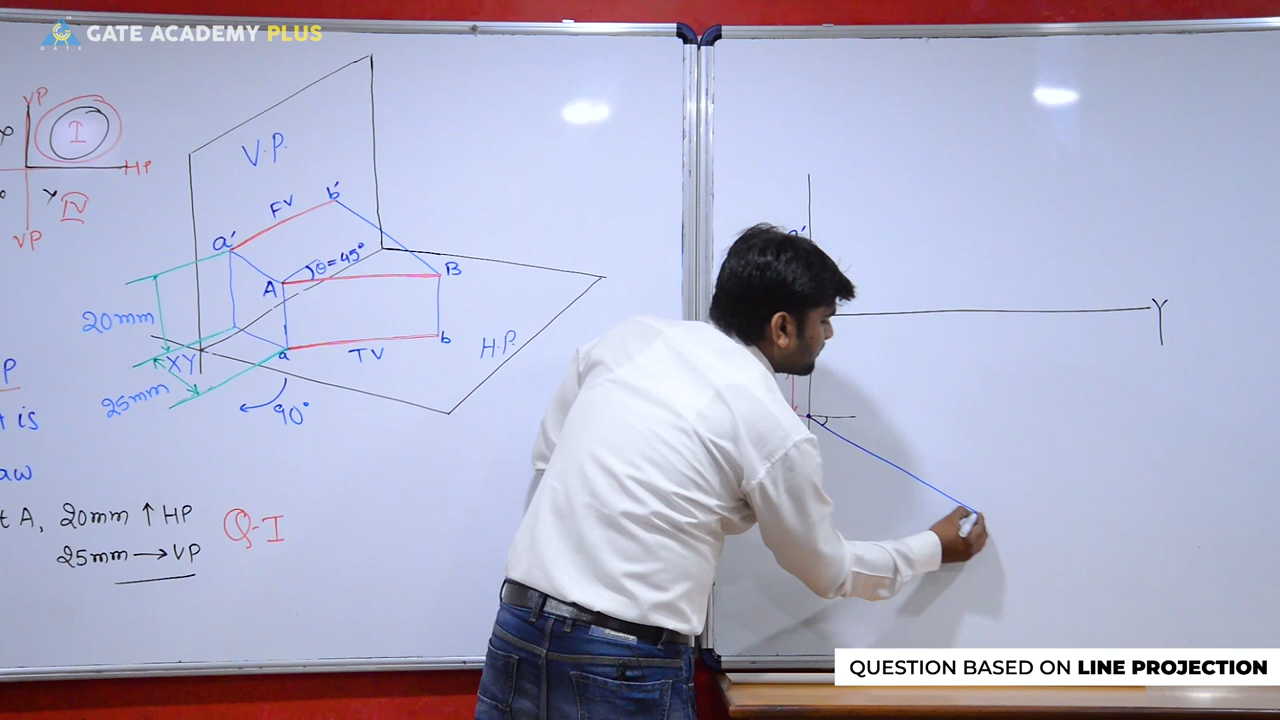 GATE ACADEMY PLUS
GATE
VP
I
HP
Y
IV
VP
V.P.
FV
b'
a'
θ=45°
A
B
20mm
XY
a
TV
b
H.P.
25mm
90°
P
is
aw
t A, 20mm ↑ HP
25mm → VP
Q-I
a'
Y
QUESTION BASED ON LINE PROJECTION